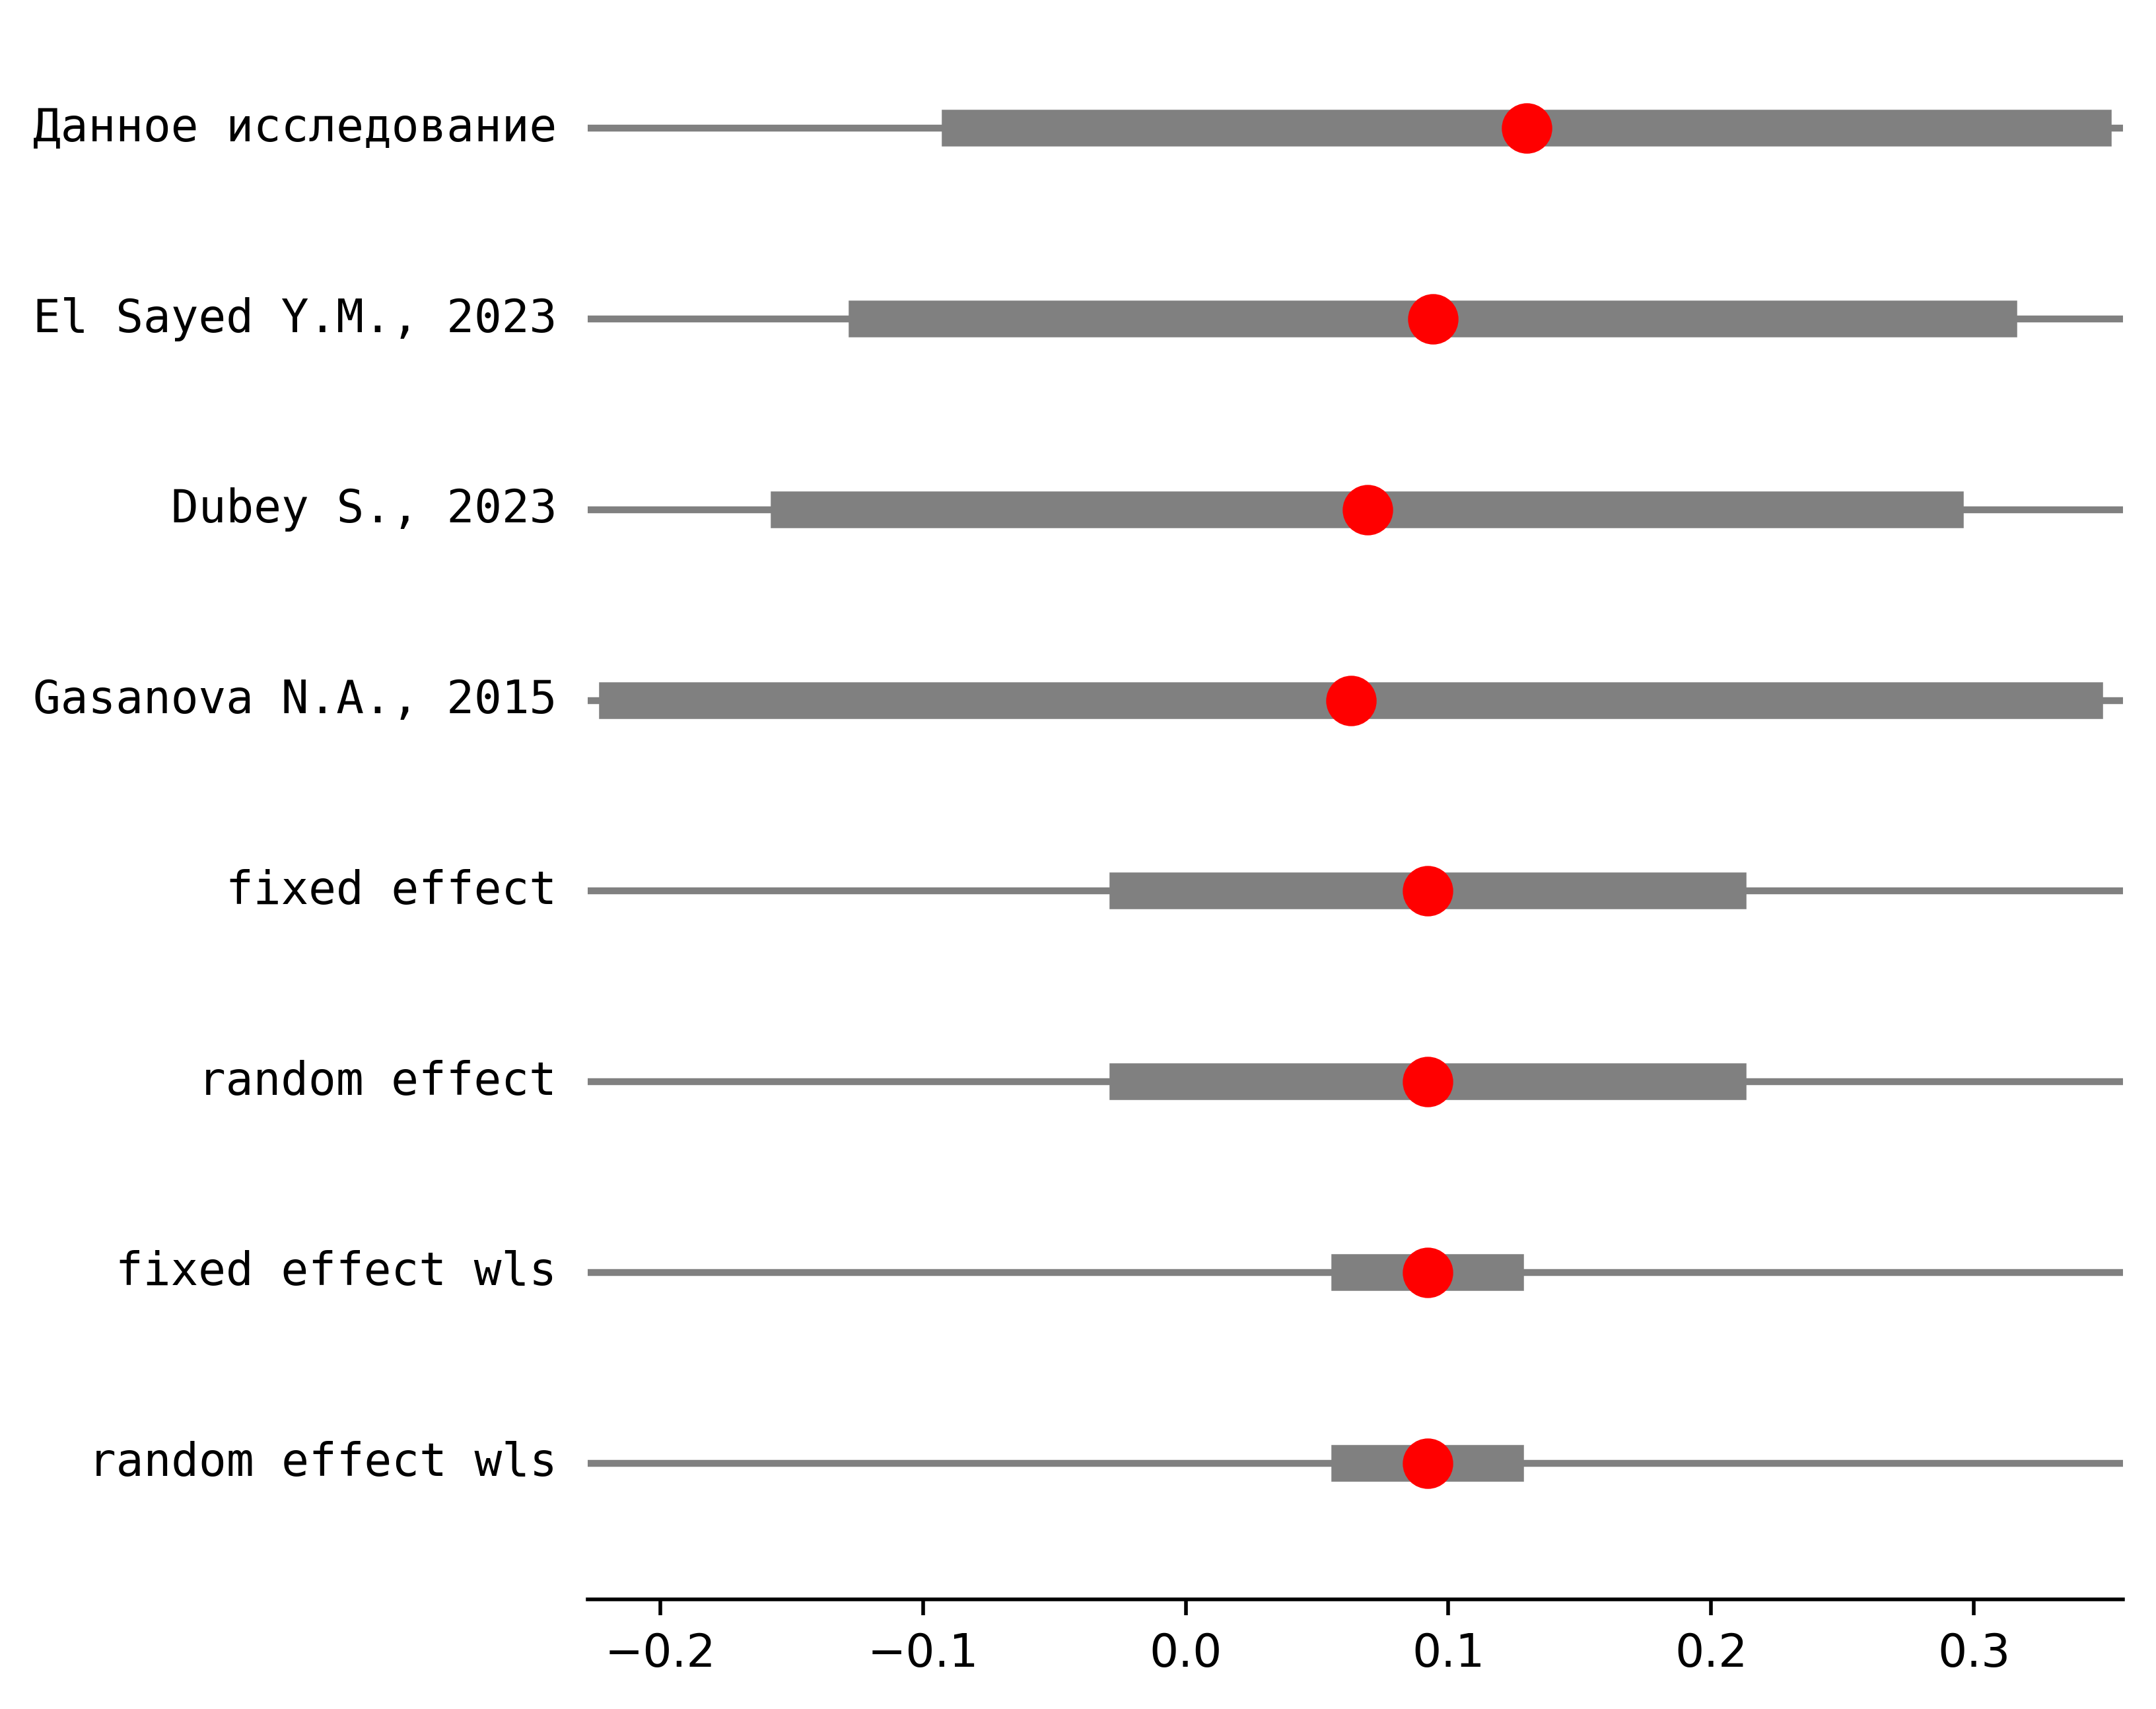 Данное исследование
El Sayed Y.M., 2023
Dubey S., 2023
Gasanova N.A., 2015
fixed effect
random effect
fixed effect wls
random effect wls
−0.2 −0.1 0.0 0.1 0.2 0.3